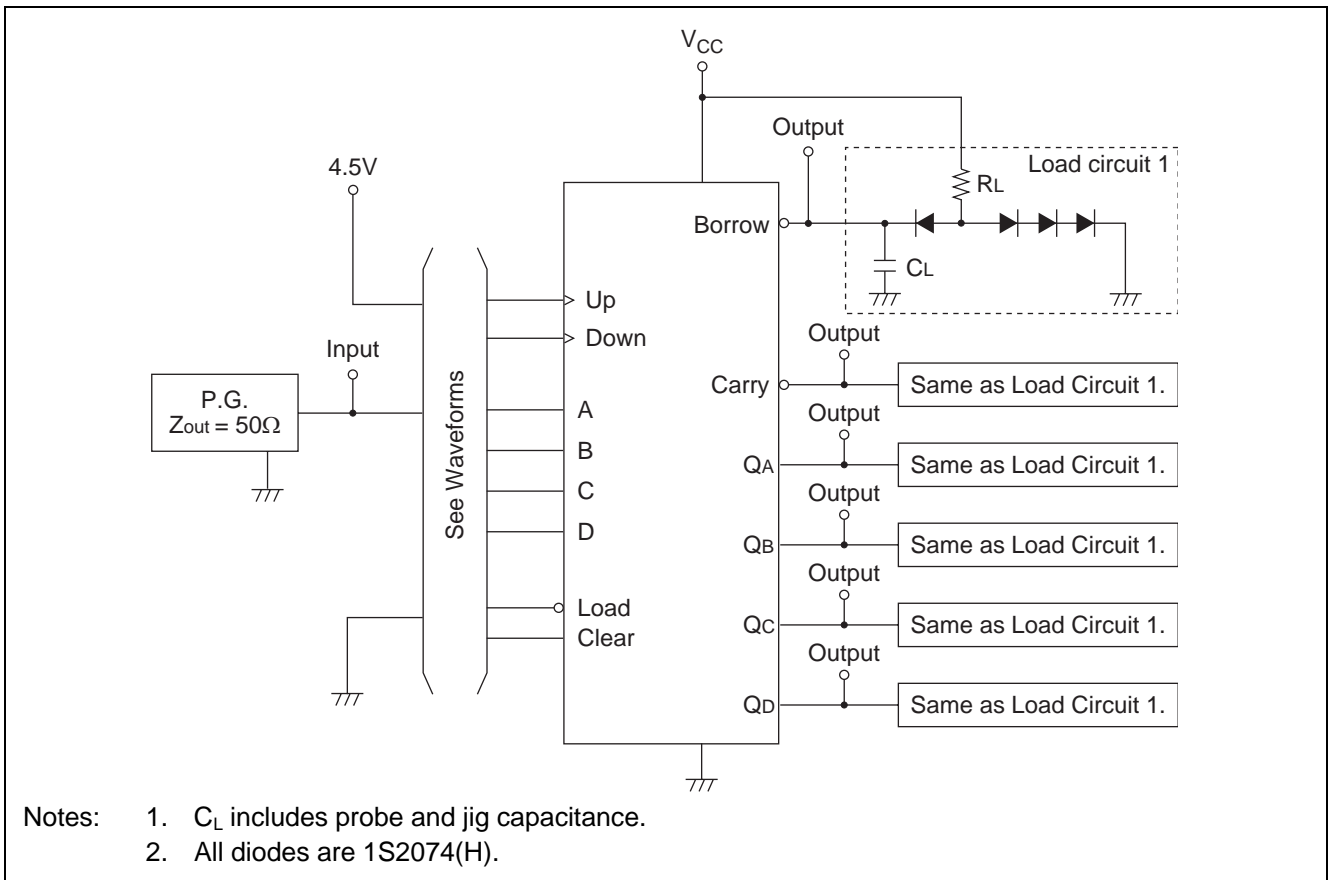 VCC
Output
4.5V
Load circuit 1
RL
Borrow
CL
Up
Output
Down
Input
Carry
Same as Load Circuit 1.
P.G.
Zout = 50Ω
See Waveforms
A
Output
B
QA
Same as Load Circuit 1.
C
Output
D
QB
Same as Load Circuit 1.
Output
Load
QC
Same as Load Circuit 1.
Clear
Output
QD
Same as Load Circuit 1.
Notes: 1. CL includes probe and jig capacitance.
2. All diodes are 1S2074(H).